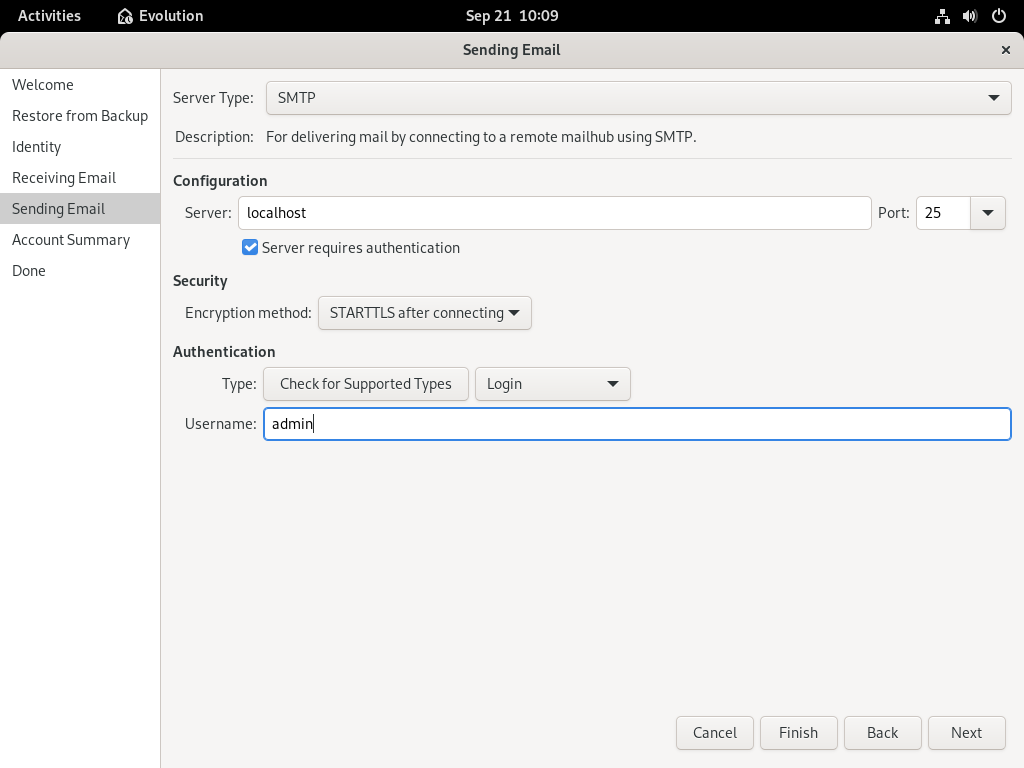 Activities Evolution Sep 21 10:09
Sending Email
Welcome
Restore from Backup
Identity
Receiving Email
Sending Email
Account Summary
Done
Server Type: SMTP
Description: For delivering mail by connecting to a remote mailhub using SMTP.
Configuration
Server: localhost Port: 25
Server requires authentication
Security
Encryption method: STARTTLS after connecting
Authentication
Type: Check for Supported Types Login
Username: admin
Cancel Finish Back Next